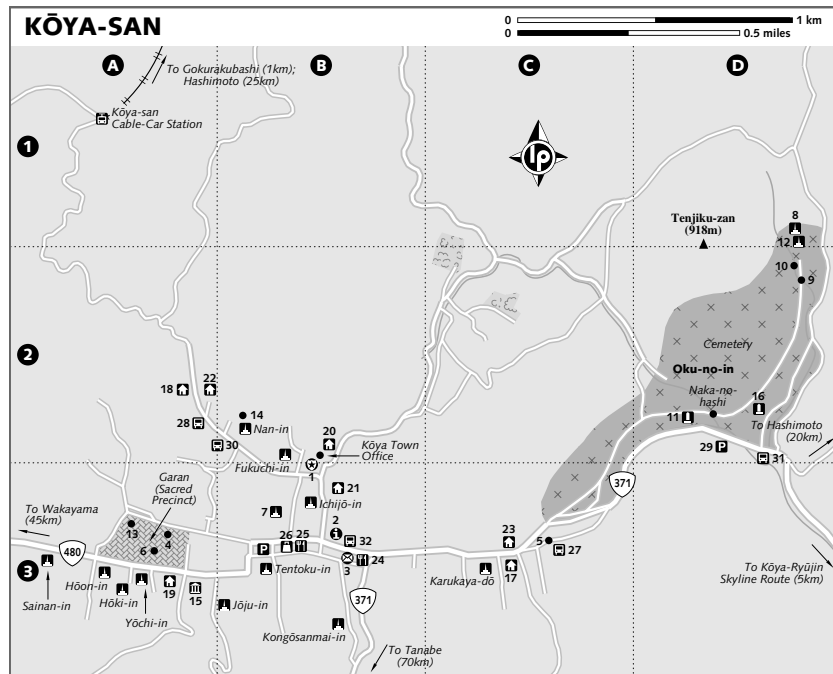 KŌYA-SAN
0 1 km
0 0.5 miles
A
B
C
D
To Gokurakubashi (1km);
Hashimoto (25km)
Kōya-san
Cable-Car Station
1
lp
Tenjiku-zan
(918m)
8
12
10
9
2
Cemetery
Oku-no-in
Naka-no-
hashi
16
11
To Hashimoto
(20km)
29
31
18
22
14
28
Nan-in
30
20
Kōya Town
Office
Fukuchi-in
1
Garan
(Sacred
Precinct)
21
Ichijō-in
371
To Wakayama
(45km)
13
4
6
7
2
26
25
32
P
23
5
27
480
3
3
24
Sainan-in
Hōon-in
Hōki-in
Yōchi-in
19
15
Jōju-in
Tentoku-in
Karukaya-dō
17
To Kōya-Ryūjin
Skyline Route (5km)
371
Kongōsanmai-in
To Tanabe
(70km)
P